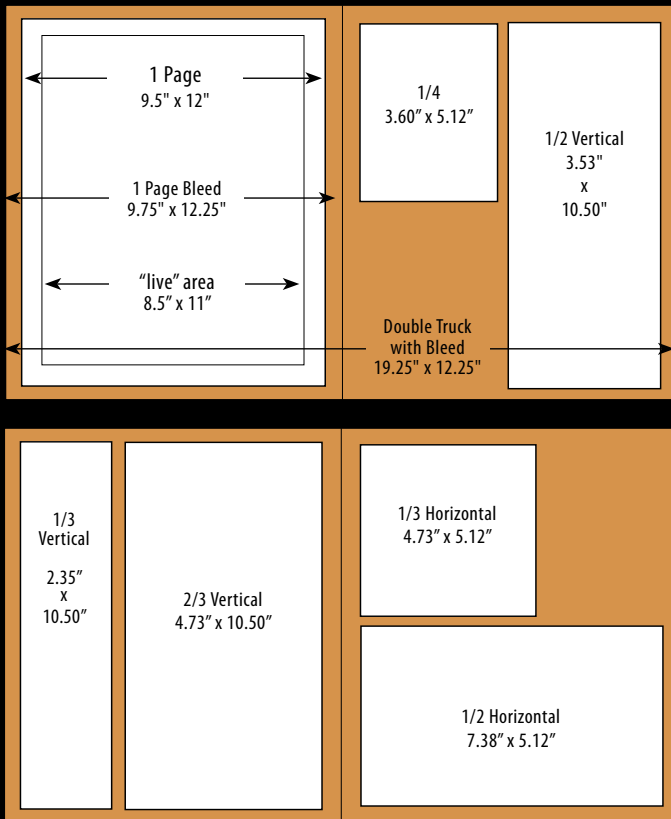 1 Page
9.5" x 12"
1 Page Bleed
9.75" x 12.25"
“live” area
8.5” x 11”
1/4
3.60” x 5.12”
1/2 Vertical
3.53"
x
10.50"
Double Truck
with Bleed
19.25" x 12.25"
1/3
Vertical
2.35”
x
10.50”
2/3 Vertical
4.73” x 10.50”
1/3 Horizontal
4.73” x 5.12”
1/2 Horizontal
7.38” x 5.12”